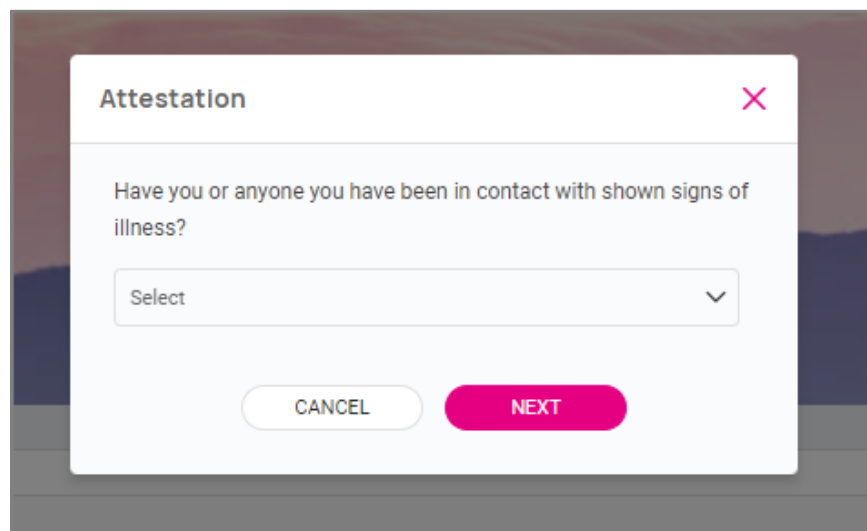 Attestation
Have you or anyone you have been in contact with shown signs of
illness?
Select
CANCEL NEXT